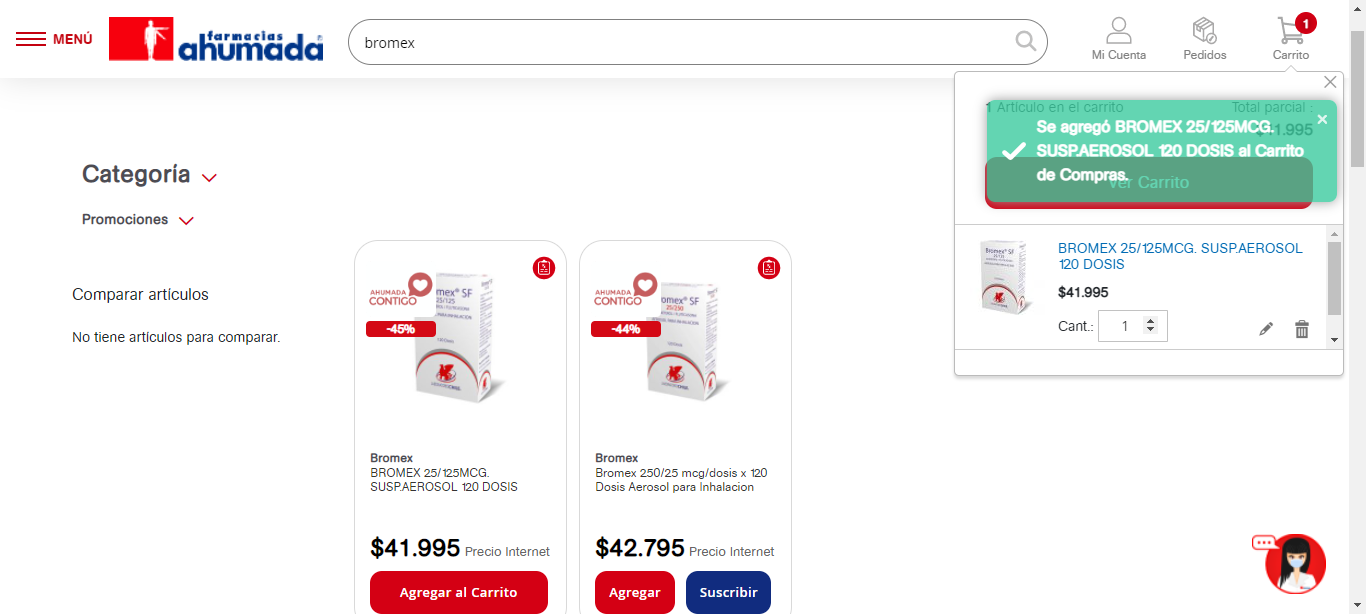 MENÚ
farmacias
ahumada
bromex
Mi Cuenta
Pedidos
1
Carrito
1 Artículo en el carrito
Total parcial :
$41.995
Se agregó BROMEX 25/125MCG.
SUSP.AEROSOL 120 DOSIS al Carrito
de Compras.
Ver Carrito
BROMEX 25/125MCG. SUSP.AEROSOL
120 DOSIS
$41.995
Cant.: 1
Categoría
Promociones
Comparar artículos
No tiene artículos para comparar.
AHUMADA
CONTIGO
-45%
AHUMADA
CONTIGO
-44%
Bromex
BROMEX 25/125MCG.
SUSP.AEROSOL 120 DOSIS
$41.995 Precio Internet
Agregar al Carrito
Bromex
Bromex 250/25 mcg/dosis x 120
Dosis Aerosol para Inhalacion
$42.795 Precio Internet
Agregar
Suscribir